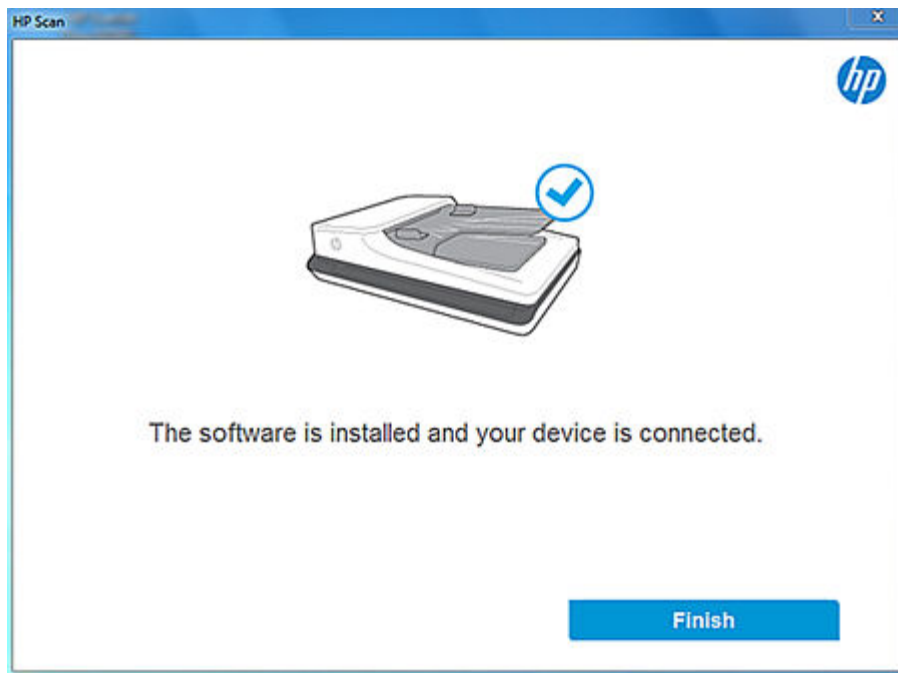 HP Scan
hp
The software is installed and your device is connected.
Finish